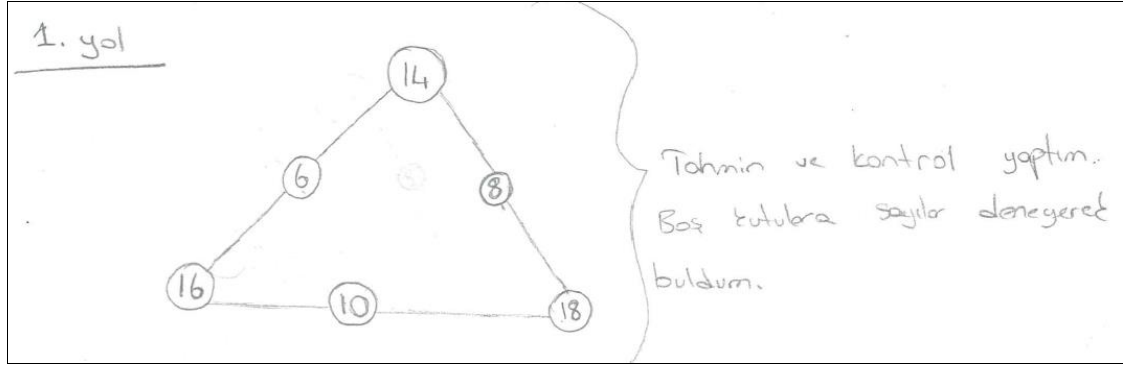 1. yol
14
6
8
16
10
18
Tahmin ve kontrol yaptım.
Boş kutulara sayılar deneyerek
buldum.